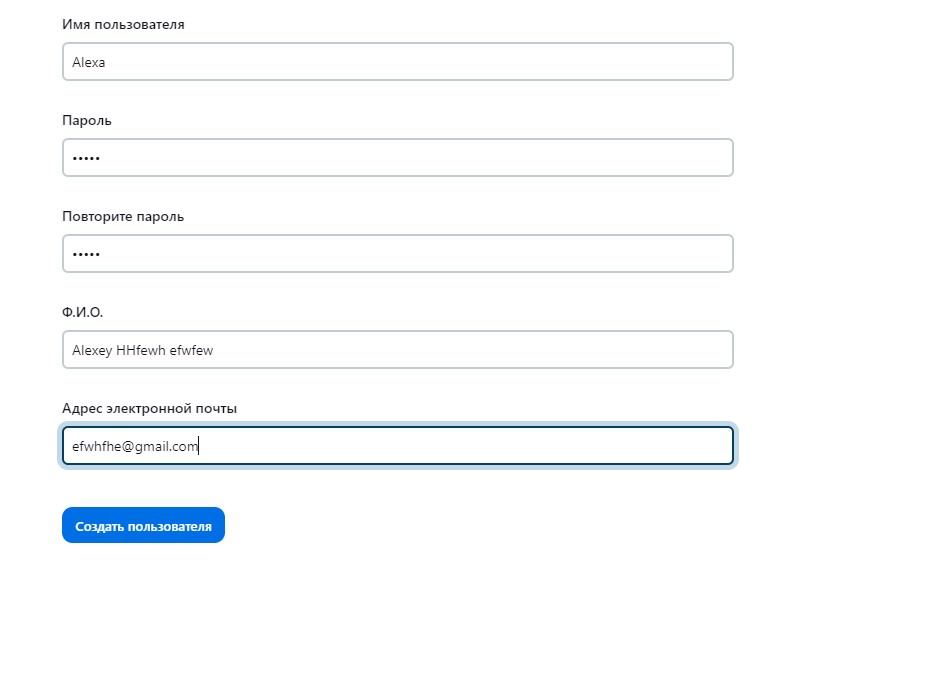 Имя пользователя
Alexa
Пароль
•••••
Повторите пароль
•••••
Ф.И.О.
Alexey HHfewh efwfew
Адрес электронной почты
efwhfhe@gmail.com
Создать пользователя